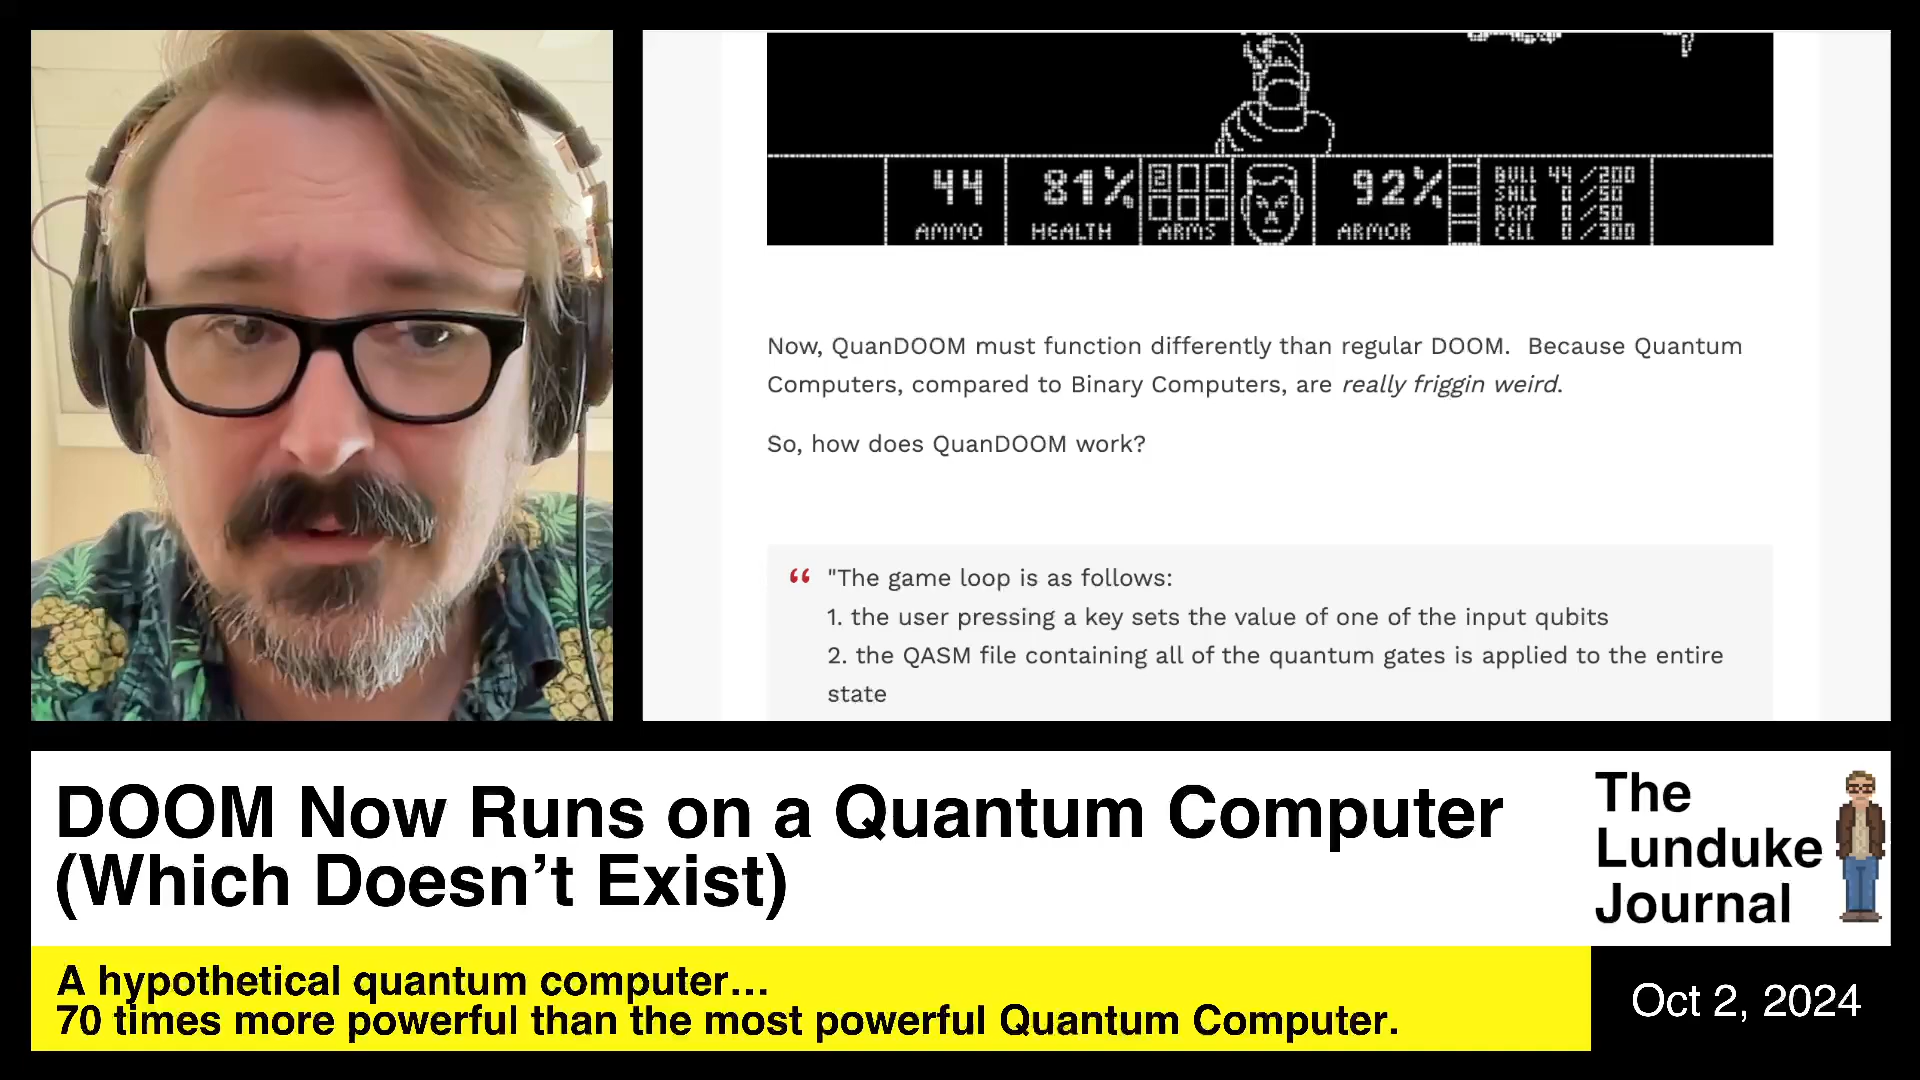 44
AMMO
81%
HEALTH
2
ARMS
92%
ARMOR
BULL 44 / 200
SHLL 0 / 50
RCKT 0 / 50
CELL 0 / 300
Now, QuanDOOM must function differently than regular DOOM. Because Quantum
Computers, compared to Binary Computers, are really friggin weird.
So, how does QuanDOOM work?
"The game loop is as follows:
1. the user pressing a key sets the value of one of the input qubits
2. the QASM file containing all of the quantum gates is applied to the entire
state
DOOM Now Runs on a Quantum Computer
(Which Doesn’t Exist)
The
Lunduke
Journal
A hypothetical quantum computer…
70 times more powerful than the most powerful Quantum Computer.
Oct 2, 2024